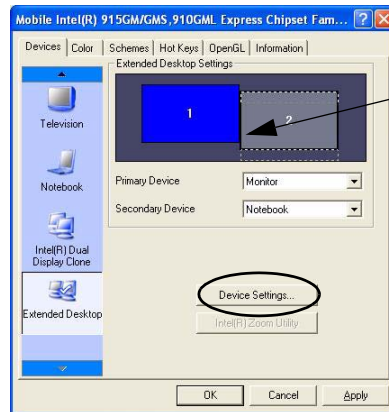 Mobile Intel(R) 915GM/GMS,910GML Express Chipset Fam...
Devices
Color
Schemes
Hot Keys
OpenGL
Information
Extended Desktop Settings
1
2
Television
Notebook
Intel(R) Dual
Display Clone
Extended Desktop
Primary Device
Monitor
Secondary Device
Notebook
Device Settings...
Intel(R) Zoom Utility
OK
Cancel
Apply